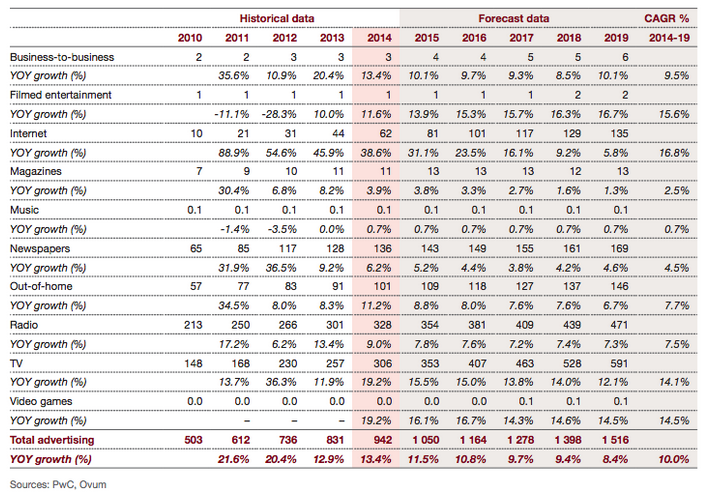 Historical data Forecast data CAGR %
2010 2011 2012 2013 2014 2015 2016 2017 2018 2019 2014-19
Business-to-business 2 2 3 3 3 4 4 5 5 6
YOY growth (%) 35.6% 10.9% 20.4% 13.4% 10.1% 9.7% 9.3% 8.5% 10.1% 9.5%
Filmed entertainment 1 1 1 1 1 1 1 1 2 2
YOY growth (%) -11.1% -28.3% 10.0% 11.6% 13.9% 15.3% 15.7% 16.3% 16.7% 15.6%
Internet 10 21 31 44 62 81 101 117 129 135
YOY growth (%) 88.9% 54.6% 45.9% 38.6% 31.1% 23.5% 16.1% 9.2% 5.8% 16.8%
Magazines 7 9 10 11 11 13 13 13 12 13
YOY growth (%) 30.4% 6.8% 8.2% 3.9% 3.8% 3.3% 2.7% 1.6% 1.3% 2.5%
Music 0.1 0.1 0.1 0.1 0.1 0.1 0.1 0.1 0.1 0.1
YOY growth (%) -1.4% -3.5% 0.0% 0.7% 0.7% 0.7% 0.7% 0.7% 0.7% 0.7%
Newspapers 65 85 117 128 136 143 149 155 161 169
YOY growth (%) 31.9% 36.5% 9.2% 6.2% 5.2% 4.4% 3.8% 4.2% 4.6% 4.5%
Out-of-home 57 77 83 91 101 109 118 127 137 146
YOY growth (%) 34.5% 8.0% 8.3% 11.2% 8.8% 8.0% 7.6% 7.6% 6.7% 7.7%
Radio 213 250 266 301 328 354 381 409 439 471
YOY growth (%) 17.2% 6.2% 13.4% 9.0% 7.8% 7.6% 7.2% 7.4% 7.3% 7.5%
TV 148 168 230 257 306 353 407 463 528 591
YOY growth (%) 13.7% 36.3% 11.9% 19.2% 15.5% 15.0% 13.8% 14.0% 12.1% 14.1%
Video games 0.0 0.0 0.0 0.0 0.0 0.0 0.0 0.1 0.1 0.1
YOY growth (%) – – – 19.2% 16.1% 16.7% 14.3% 14.6% 14.5% 14.5%
Total advertising 503 612 736 831 942 1 050 1 164 1 278 1 398 1 516
YOY growth (%) 21.6% 20.4% 12.9% 13.4% 11.5% 10.8% 9.7% 9.4% 8.4% 10.0%
Sources: PwC, Ovum